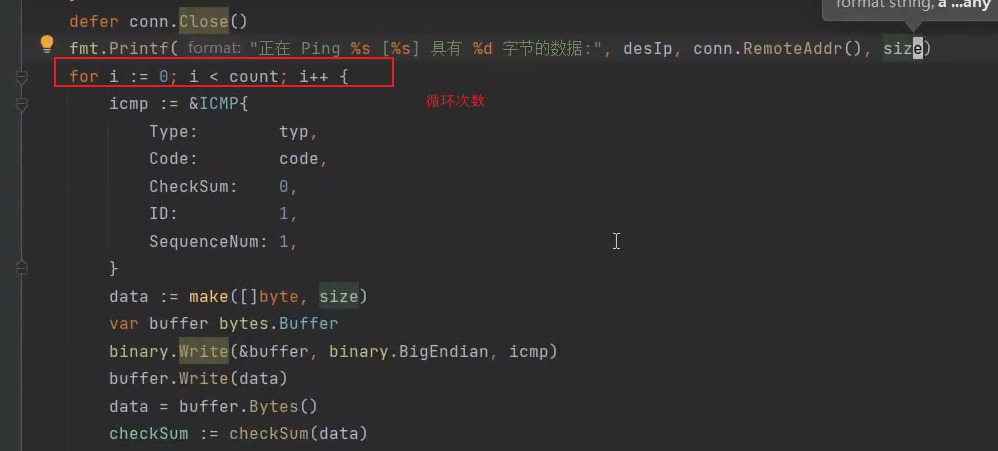 format string, a ...any
defer conn.Close()
fmt.Printf( format: "正在 Ping %s [%s] 具有 %d 字节的数据:", desIp, conn.RemoteAddr(), size)
for i := 0; i < count; i++ {
循环次数
icmp := &ICMP{
Type: typ,
Code: code,
CheckSum: 0,
ID: 1,
SequenceNum: 1,
}
data := make([]byte, size)
var buffer bytes.Buffer
binary.Write(&buffer, binary.BigEndian, icmp)
buffer.Write(data)
data = buffer.Bytes()
checkSum := checkSum(data)